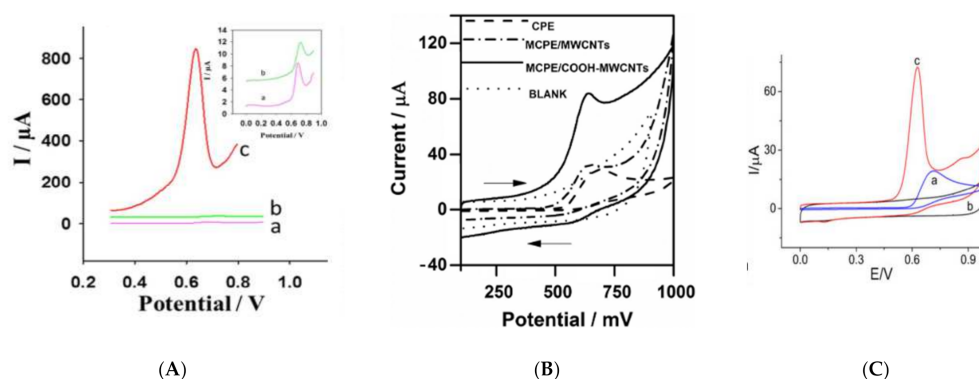 A
800
600
400
200
0
I / µA
c
b
a
0.2 0.4 0.6 0.8 1.0
Potential / V
14
12
10
8
6
4
2
0
I / µA
b
a
0.0 0.2 0.4 0.6 0.8 1.0
Potential / V
(A)
B
120
80
40
0
-40
Current / µA
CPE
MCPE/MWCNTs
MCPE/COOH-MWCNTs
BLANK
250 500 750 1000
Potential / mV
(B)
C
60
30
0
I/µA
c
a
b
0.0 0.3 0.6 0.9
E/V
(C)